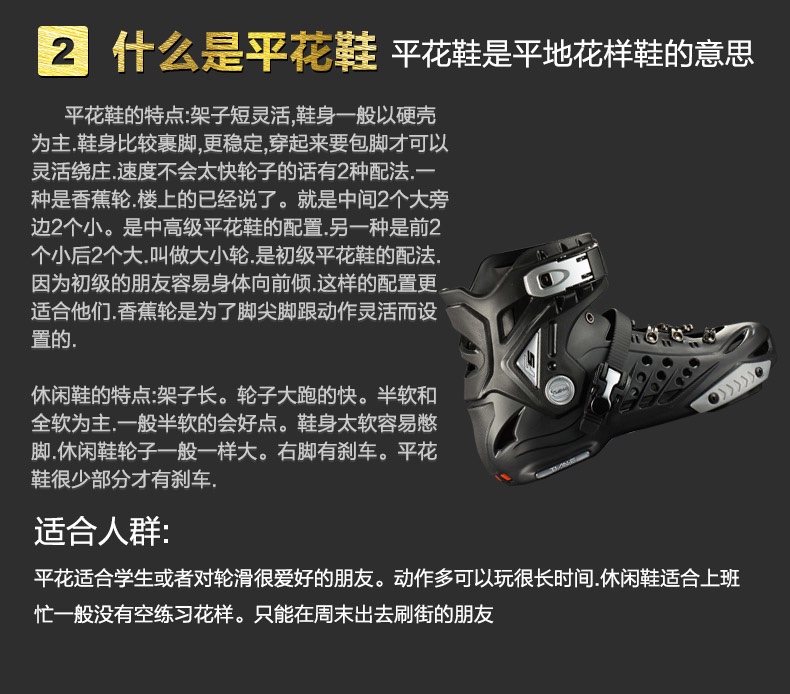 2 什么是平花鞋 平花鞋是平地花样鞋的意思
平花鞋的特点:架子短灵活,鞋身一般以硬壳
为主.鞋身比较裹脚,更稳定,穿起来要包脚才可以
灵活绕庄.速度不会太快轮子的话有2种配法.一
种是香蕉轮.楼上的已经说了。就是中间2个大旁
边2个小。是中高级平花鞋的配置.另一种是前2
个小后2个大.叫做大小轮.是初级平花鞋的配法.
因为初级的朋友容易身体向前倾.这样的配置更
适合他们.香蕉轮是为了脚尖脚跟动作灵活而设
置的.
休闲鞋的特点:架子长。轮子大跑的快。半软和
全软为主.一般半软的会好点。鞋身太软容易憋
脚.休闲鞋轮子一般一样大。右脚有刹车。平花
鞋很少部分才有刹车.
适合人群:
平花适合学生或者对轮滑很爱好的朋友。动作多可以玩很长时间.休闲鞋适合上班
忙一般没有空练习花样。只能在周末出去刷街的朋友